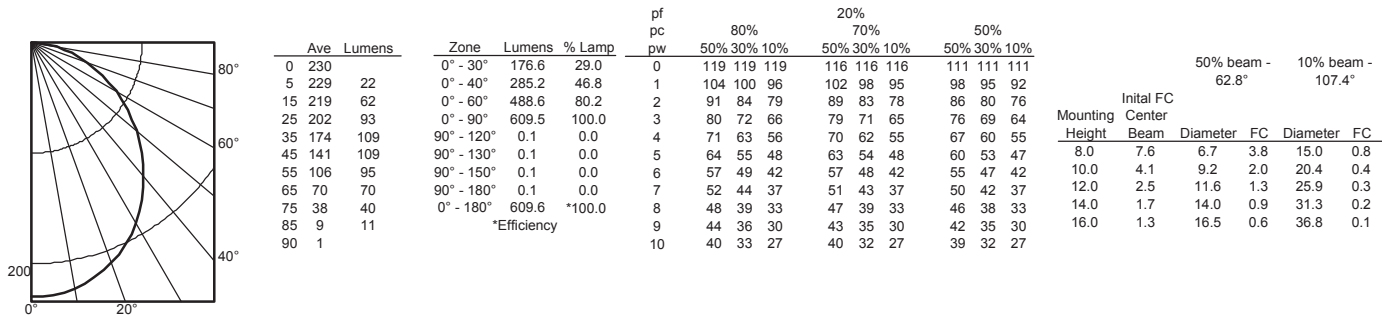 80°
60°
40°
20°
0°
200
Ave Lumens
0 230
5 229 22
15 219 62
25 202 93
35 174 109
45 141 109
55 106 95
65 70 70
75 38 40
85 9 11
90 1
Zone Lumens % Lamp
0° - 30° 176.6 29.0
0° - 40° 285.2 46.8
0° - 60° 488.6 80.2
0° - 90° 609.5 100.0
90° - 120° 0.1 0.0
90° - 130° 0.1 0.0
90° - 150° 0.1 0.0
90° - 180° 0.1 0.0
0° - 180° 609.6 *100.0
*Efficiency
pf 20%
pc 80% 70% 50%
pw 50% 30% 10% 50% 30% 10% 50% 30% 10%
0 119 119 119 116 116 116 111 111 111
1 104 100 96 102 98 95 98 95 92
2 91 84 79 89 83 78 86 80 76
3 80 72 66 79 71 65 76 69 64
4 71 63 56 70 62 55 67 60 55
5 64 55 48 63 54 48 60 53 47
6 57 49 42 57 48 42 55 47 42
7 52 44 37 51 43 37 50 42 37
8 48 39 33 47 39 33 46 38 33
9 44 36 30 43 35 30 42 35 30
10 40 33 27 40 32 27 39 32 27
50% beam - 10% beam -
62.8° 107.4°
Inital FC
Mounting Center
Height Beam Diameter FC Diameter FC
8.0 7.6 6.7 3.8 15.0 0.8
10.0 4.1 9.2 2.0 20.4 0.4
12.0 2.5 11.6 1.3 25.9 0.3
14.0 1.7 14.0 0.9 31.3 0.2
16.0 1.3 16.5 0.6 36.8 0.1